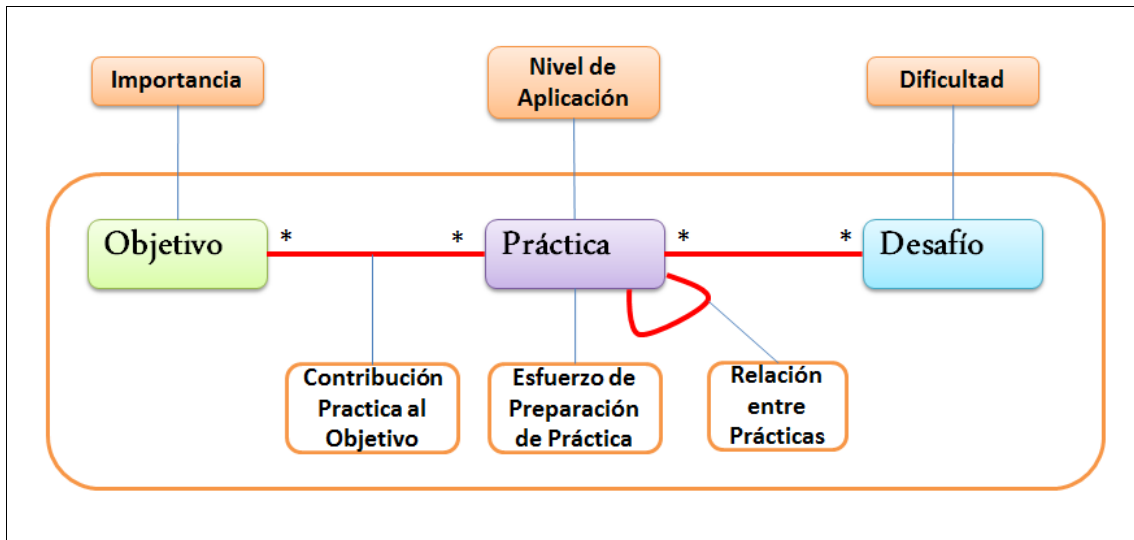 Importancia
Nivel de
Aplicación
Dificultad
Objetivo
*
*
Práctica
*
*
Desafío
Contribución
Practica al
Objetivo
Esfuerzo de
Preparación
de Práctica
Relación
entre
Prácticas